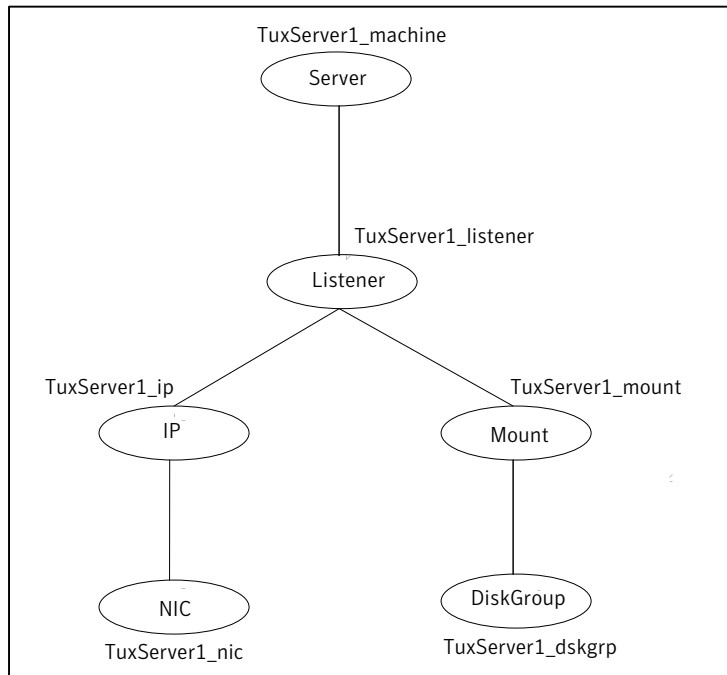 TuxServer1_machine
Server
TuxServer1_listener
Listener
TuxServer1_ip
TuxServer1_mount
IP
Mount
NIC
DiskGroup
TuxServer1_nic
TuxServer1_dskgrp